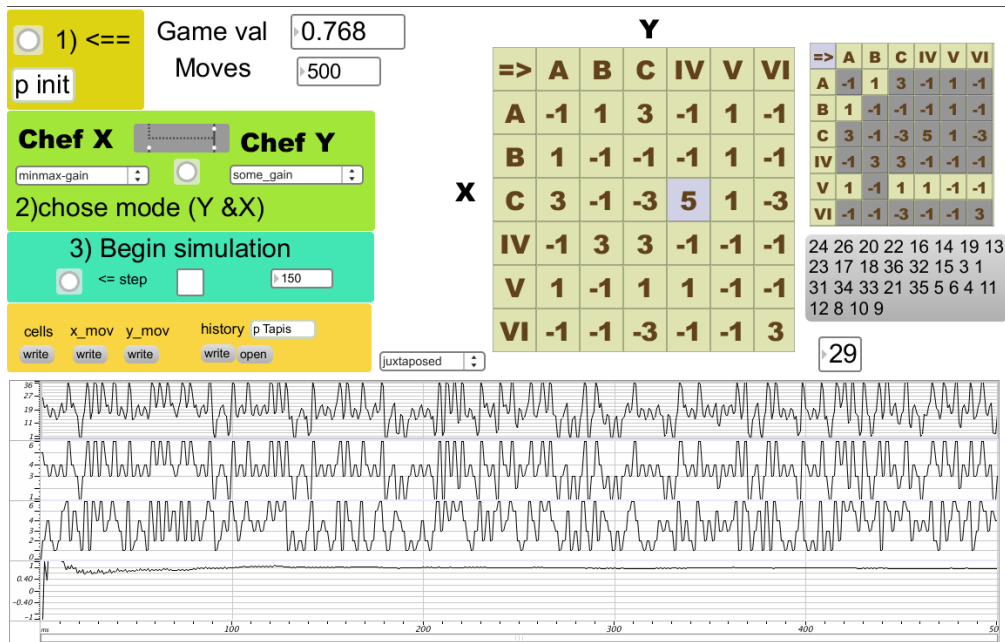 1) <==
p init
Game val
0.768
Moves
500
Chef X
Chef Y
minmax-gain
some_gain
2)chose mode (Y &X)
3) Begin simulation
<= step
150
cells
x_mov
y_mov
history
p Tapis
write
write
write
write
open
juxtaposed
Y
X
=> A B C IV V VI
A -1 1 3 -1 1 -1
B 1 -1 -1 -1 1 -1
C 3 -1 -3 5 1 -3
IV -1 3 3 -1 -1 -1
V 1 -1 1 1 -1 -1
VI -1 -1 -3 -1 -1 3
=> A B C IV V VI
A -1 1 3 -1 1 -1
B 1 -1 -1 -1 -1 -1
C 3 -1 -3 5 1 -3
IV -1 3 3 -1 -1 -1
V 1 -1 1 1 -1 -1
VI -1 -1 -3 -1 -1 3
24 26 20 22 16 14 19 13
23 17 18 36 32 15 3 1
31 34 33 21 35 5 6 4 11
12 8 10 9
29
36
27
19
11
1
6
4
3
1
6
4
3
2
0
1
0.40
0
-0.40
-1
ms
100
200
300
400
50